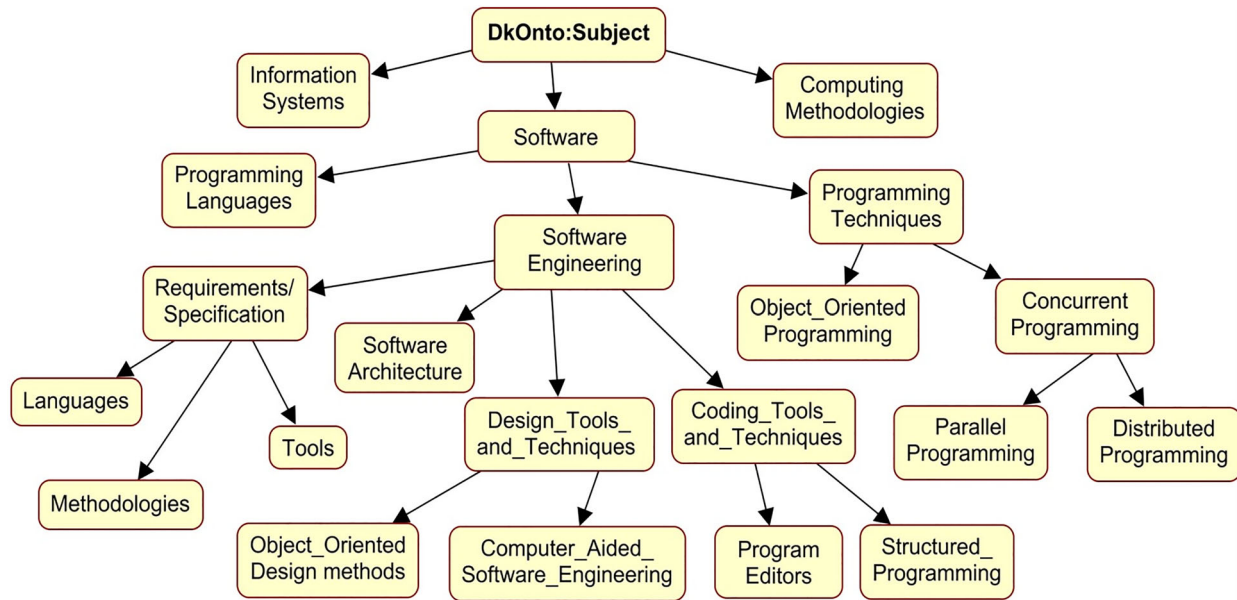 DkOnto:Subject
Information
Systems
Computing
Methodologies
Software
Programming
Languages
Programming
Techniques
Software
Engineering
Requirements/
Specification
Object_Oriented
Programming
Concurrent
Programming
Software
Architecture
Languages
Tools
Methodologies
Design_Tools_
and_Techniques
Coding_Tools_
and_Techniques
Parallel
Programming
Distributed
Programming
Object_Oriented
Design methods
Computer_Aided_
Software_Engineering
Program
Editors
Structured_
Programming